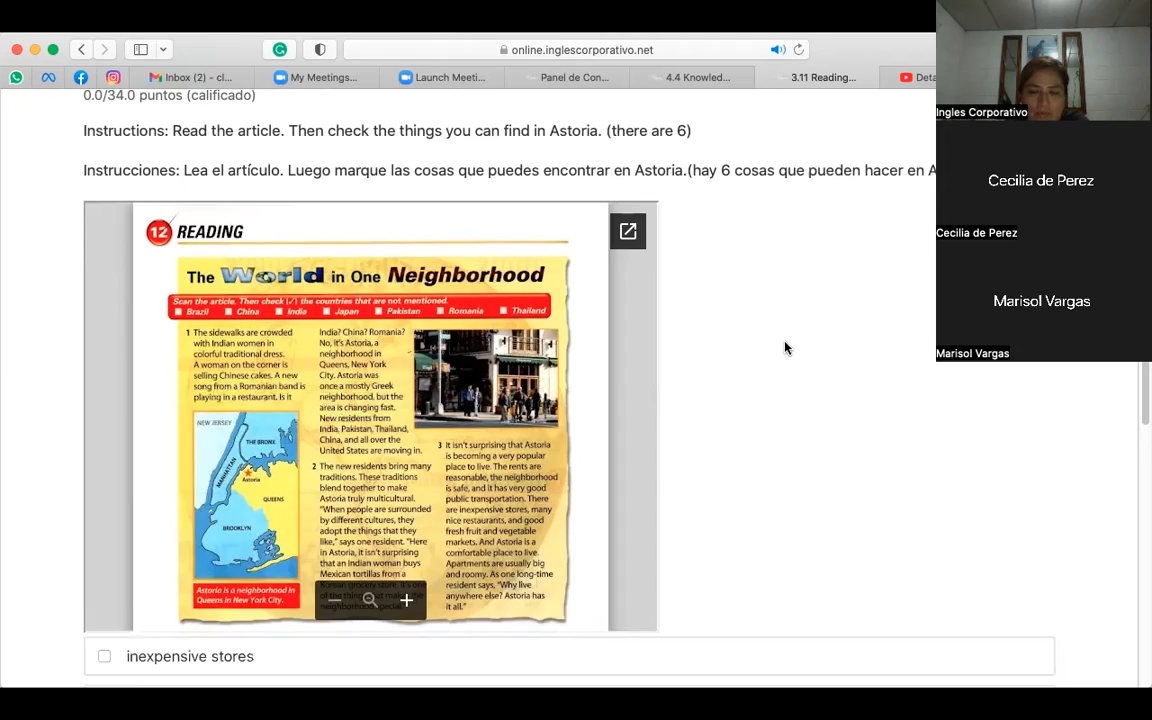 online.inglescorporativo.net
Inbox (2) - cl...
My Meetings...
Launch Meeti...
Panel de Con...
4.4 Knowled...
3.11 Reading...
Deta
0.0/34.0 puntos (calificado)
Instructions: Read the article. Then check the things you can find in Astoria. (there are 6)
Instrucciones: Lea el artículo. Luego marque las cosas que puedes encontrar en Astoria.(hay 6 cosas que pueden hacer en A
12 READING
The World in One Neighborhood
Scan the article. Then check (✓) the countries that are not mentioned.
Brazil China India Japan Pakistan Romania Thailand
1 The sidewalks are crowded
with Indian women in
colorful traditional dress.
A woman on the corner is
selling Chinese cakes. A new
song from a Romanian band is
playing in a restaurant. Is it
NEW JERSEY
THE BRONX
MANHATTAN
Astoria
QUEENS
BROOKLYN
Astoria is a neighborhood in
Queens in New York City.
India? China? Romania?
No, it's Astoria, a
neighborhood in
Queens, New York
City. Astoria was
once a mostly Greek
neighborhood, but the
area is changing fast.
New residents from
India, Pakistan, Thailand,
China, and all over the
United States are moving in.
2 The new residents bring many
traditions. These traditions
blend together to make
Astoria truly multicultural.
"When people are surrounded
by different cultures, they
adopt the things that they
like," says one resident. "Here
in Astoria, it isn't surprising
that an Indian woman buys
Mexican tortillas from a
Korean grocery store. It's one
of the things that makes the
neighborhood special."
3 It isn't surprising that Astoria
is becoming a very popular
place to live. The rents are
reasonable, the neighborhood
is safe, and it has very good
public transportation. There
are inexpensive stores, many
nice restaurants, and good
fresh fruit and vegetable
markets. And Astoria is a
comfortable place to live.
Apartments are usually big
and roomy. As one long-time
resident says, "Why live
anywhere else? Astoria has
it all."
inexpensive stores
Ingles Corporativo
Cecilia de Perez
Cecilia de Perez
Marisol Vargas
Marisol Vargas